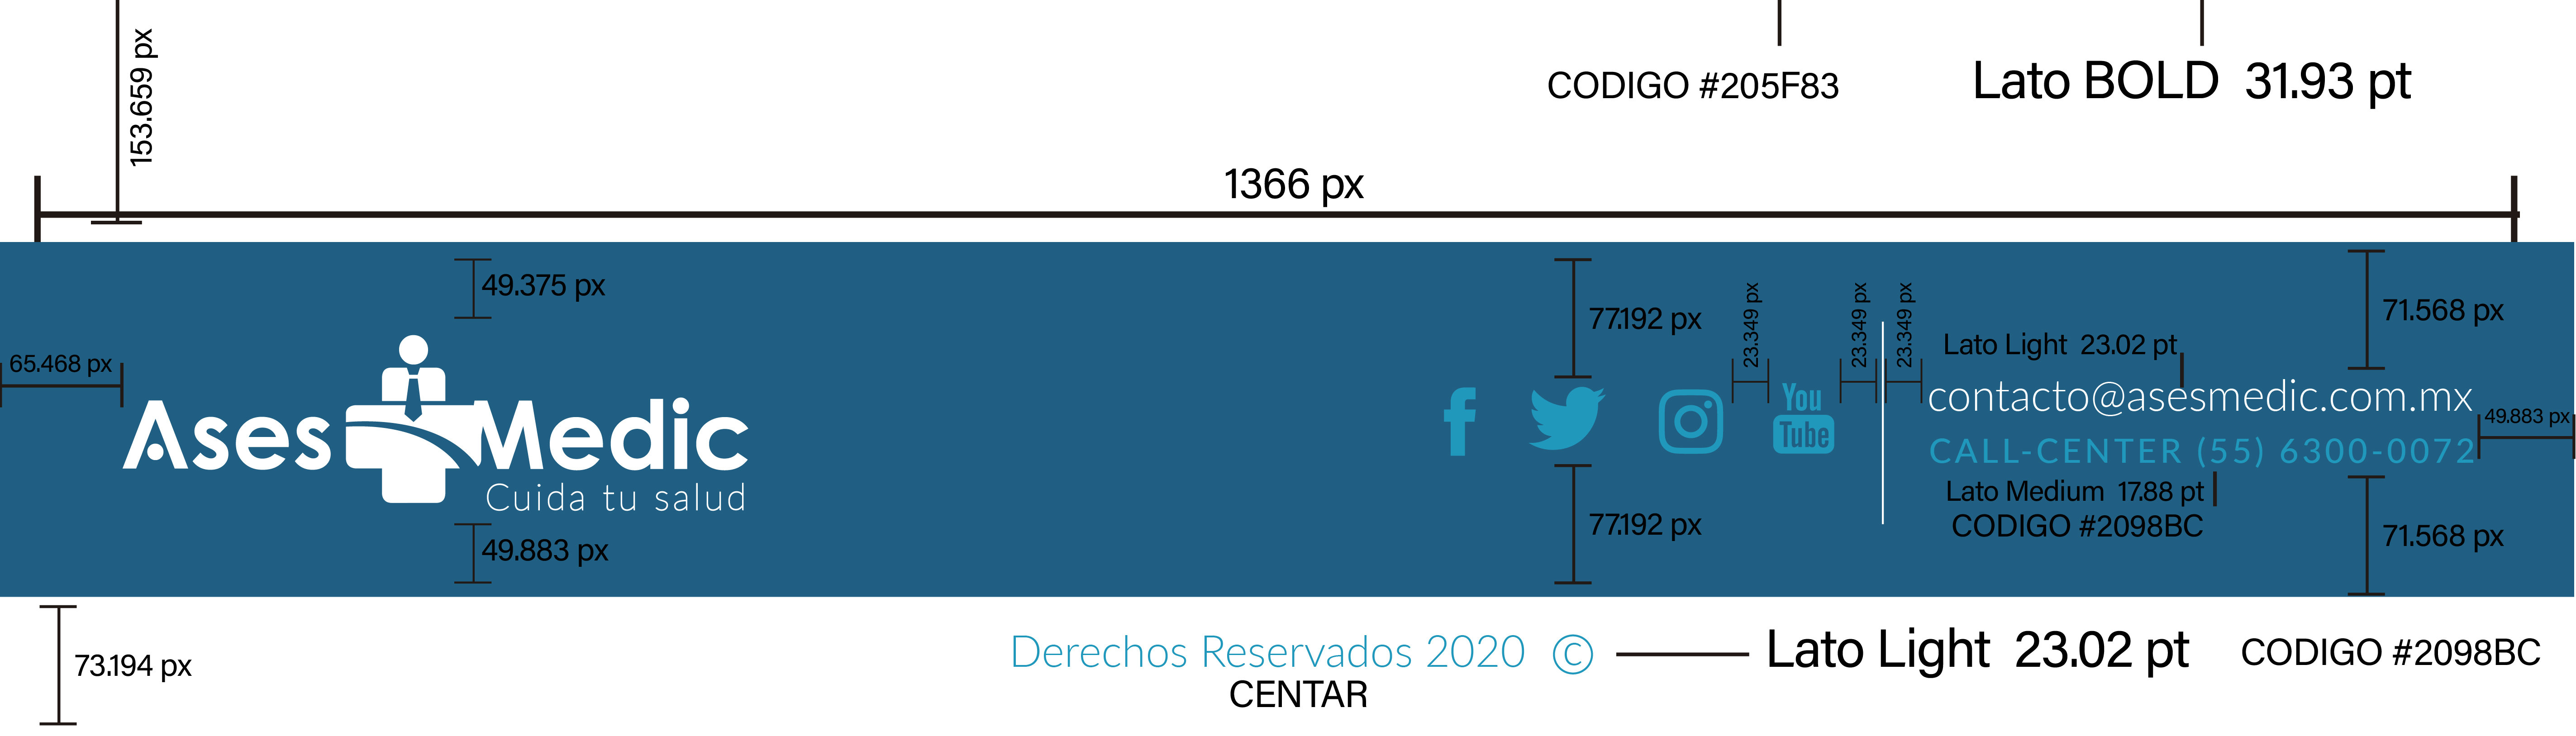 153.659 px
CODIGO #205F83
Lato BOLD 31.93 pt
1366 px
49.375 px
65.468 px
Ases Medic
Cuida tu salud
49.883 px
77.192 px
77.192 px
23.349 px
23.349 px
23.349 px
You
Tube
Lato Light 23.02 pt
contacto@asesmedic.com.mx
CALL-CENTER (55) 6300-0072
Lato Medium 17.88 pt
CODIGO #2098BC
71.568 px
49.883 px
71.568 px
73.194 px
Derechos Reservados 2020 ©
CENTAR
Lato Light 23.02 pt
CODIGO #2098BC